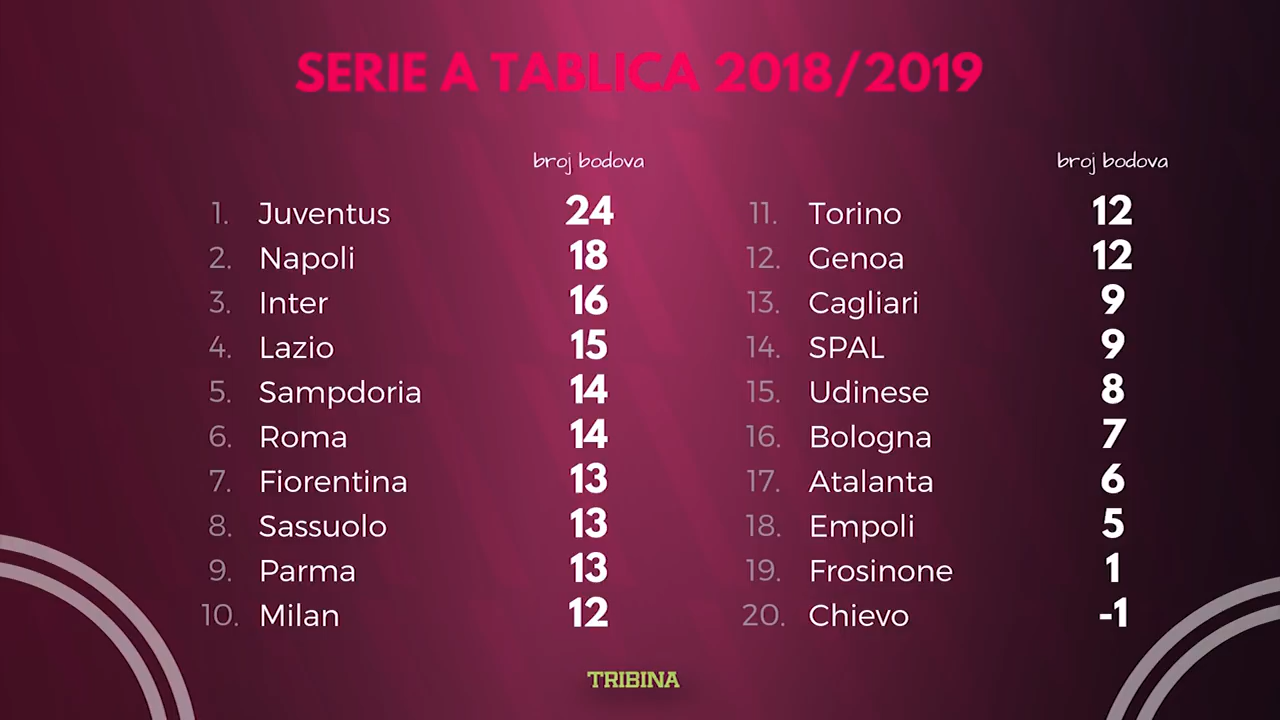 SERIE A TABLICA 2018/2019
broj bodova
1. Juventus 24
2. Napoli 18
3. Inter 16
4. Lazio 15
5. Sampdoria 14
6. Roma 14
7. Fiorentina 13
8. Sassuolo 13
9. Parma 13
10. Milan 12
broj bodova
11. Torino 12
12. Genoa 12
13. Cagliari 9
14. SPAL 9
15. Udinese 8
16. Bologna 7
17. Atalanta 6
18. Empoli 5
19. Frosinone 1
20. Chievo -1
TRIBINA